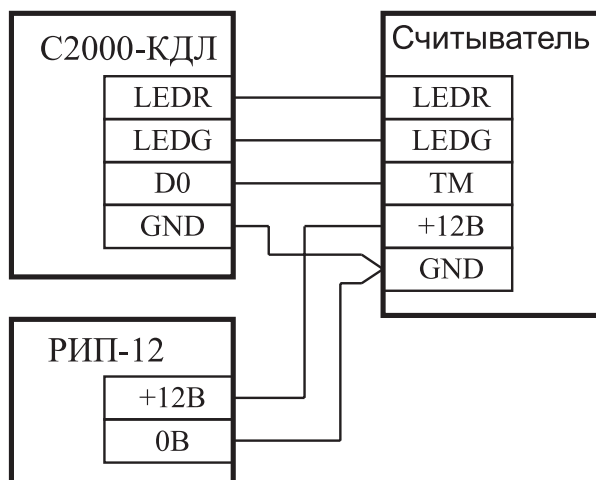 С2000-КДЛ
LEDR
LEDG
D0
GND
Считыватель
LEDR
LEDG
TM
+12В
GND
РИП-12
+12В
0В